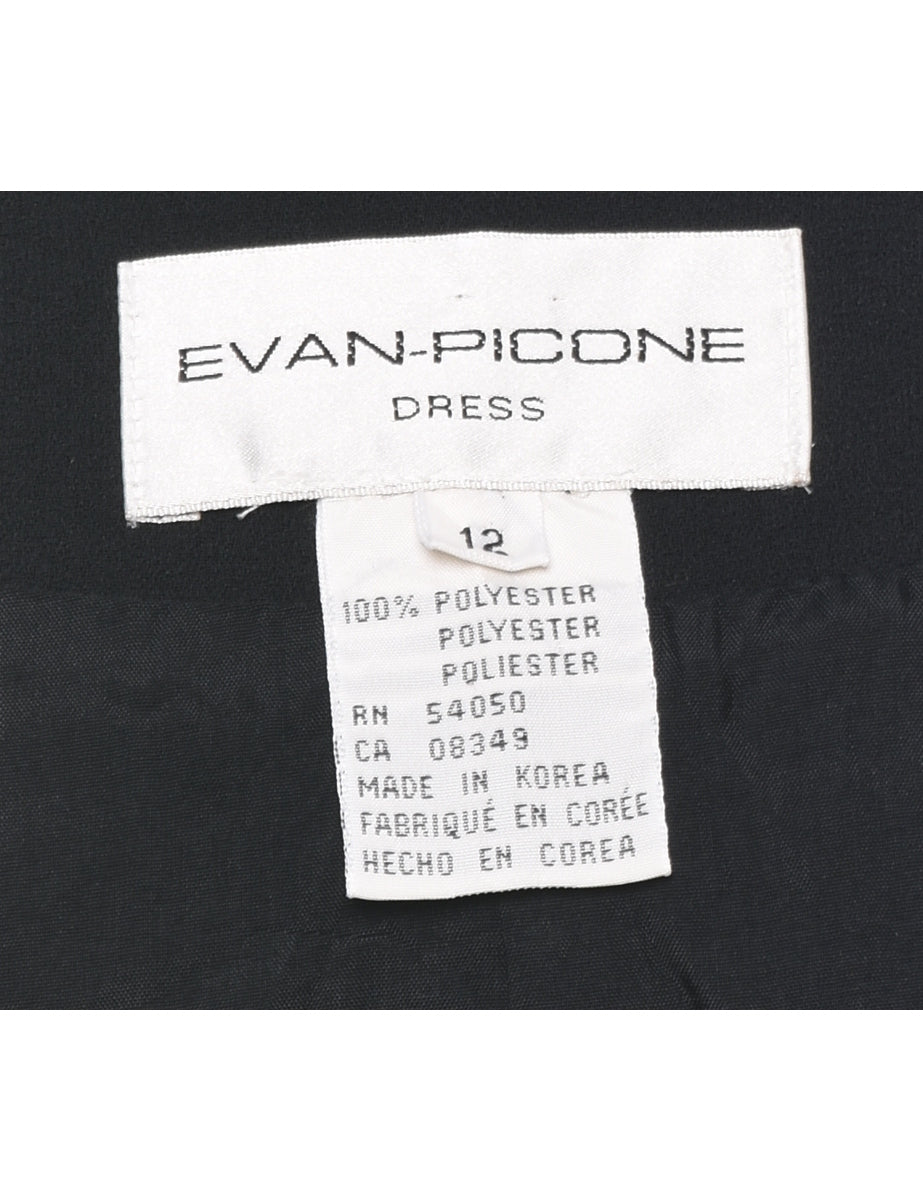 EVAN-PICONE
DRESS
12
100% POLYESTER
POLYESTER
POLIESTER
RN 54050
CA 08349
MADE IN KOREA
FABRIQUÉ EN CORÉE
HECHO EN COREA